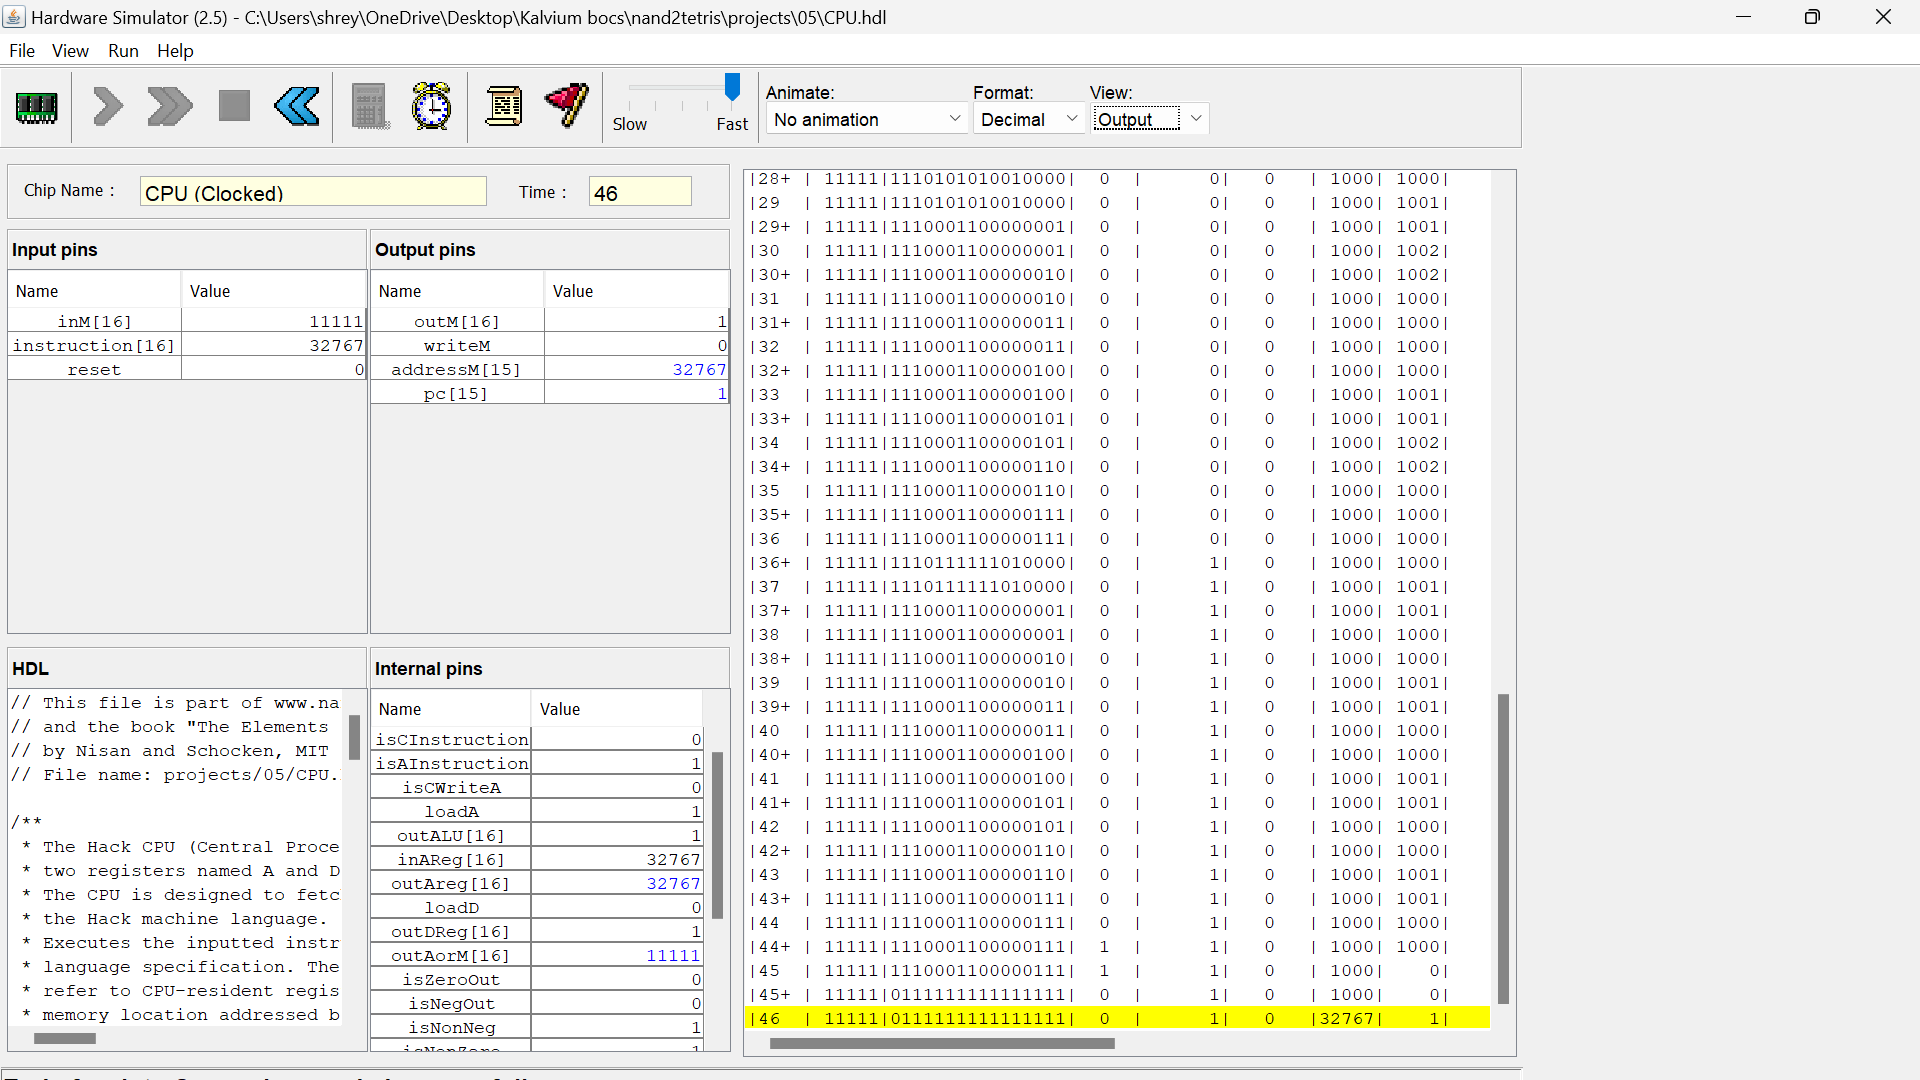 Hardware Simulator (2.5) - C:\Users\shrey\OneDrive\Desktop\Kalvium bocs\nand2tetris\projects\05\CPU.hdl
File View Run Help
Slow Fast
Animate:
No animation
Format:
Decimal
View:
Output
Chip Name : CPU (Clocked) Time : 46
Input pins
Name Value
inM[16] 11111
instruction[16] 32767
reset 0
Output pins
Name Value
outM[16] 1
writeM 0
addressM[15] 32767
pc[15] 1
HDL
// This file is part of www.na
// and the book "The Elements
// by Nisan and Schocken, MIT
// File name: projects/05/CPU.
/**
* The Hack CPU (Central Proce
* two registers named A and D
* The CPU is designed to fetc
* the Hack machine language.
* Executes the inputted instr
* language specification. The
* refer to CPU-resident regis
* memory location addressed b
Internal pins
Name Value
isCInstruction 0
isAInstruction 1
isCWriteA 0
loadA 1
outALU[16] 1
inAReg[16] 32767
outAreg[16] 32767
loadD 0
outDReg[16] 1
outAorM[16] 11111
isZeroOut 0
isNegOut 0
isNonNeg 1
|28+ | 11111|1110101010010000| 0 | 0| 0 | 1000| 1000|
|29 | 11111|1110101010010000| 0 | 0| 0 | 1000| 1001|
|29+ | 11111|1110001100000001| 0 | 0| 0 | 1000| 1001|
|30 | 11111|1110001100000001| 0 | 0| 0 | 1000| 1002|
|30+ | 11111|1110001100000010| 0 | 0| 0 | 1000| 1002|
|31 | 11111|1110001100000010| 0 | 0| 0 | 1000| 1000|
|31+ | 11111|1110001100000011| 0 | 0| 0 | 1000| 1000|
|32 | 11111|1110001100000011| 0 | 0| 0 | 1000| 1000|
|32+ | 11111|1110001100000100| 0 | 0| 0 | 1000| 1000|
|33 | 11111|1110001100000100| 0 | 0| 0 | 1000| 1001|
|33+ | 11111|1110001100000101| 0 | 0| 0 | 1000| 1001|
|34 | 11111|1110001100000101| 0 | 0| 0 | 1000| 1002|
|34+ | 11111|1110001100000110| 0 | 0| 0 | 1000| 1002|
|35 | 11111|1110001100000110| 0 | 0| 0 | 1000| 1000|
|35+ | 11111|1110001100000111| 0 | 0| 0 | 1000| 1000|
|36 | 11111|1110001100000111| 0 | 0| 0 | 1000| 1000|
|36+ | 11111|1110111111010000| 0 | 1| 0 | 1000| 1000|
|37 | 11111|1110111111010000| 0 | 1| 0 | 1000| 1001|
|37+ | 11111|1110001100000001| 0 | 1| 0 | 1000| 1001|
|38 | 11111|1110001100000001| 0 | 1| 0 | 1000| 1000|
|38+ | 11111|1110001100000010| 0 | 1| 0 | 1000| 1000|
|39 | 11111|1110001100000010| 0 | 1| 0 | 1000| 1001|
|39+ | 11111|1110001100000011| 0 | 1| 0 | 1000| 1001|
|40 | 11111|1110001100000011| 0 | 1| 0 | 1000| 1000|
|40+ | 11111|1110001100000100| 0 | 1| 0 | 1000| 1000|
|41 | 11111|1110001100000100| 0 | 1| 0 | 1000| 1001|
|41+ | 11111|1110001100000101| 0 | 1| 0 | 1000| 1001|
|42 | 11111|1110001100000101| 0 | 1| 0 | 1000| 1000|
|42+ | 11111|1110001100000110| 0 | 1| 0 | 1000| 1000|
|43 | 11111|1110001100000110| 0 | 1| 0 | 1000| 1001|
|43+ | 11111|1110001100000111| 0 | 1| 0 | 1000| 1001|
|44 | 11111|1110001100000111| 0 | 1| 0 | 1000| 1000|
|44+ | 11111|1110001100000111| 1 | 1| 0 | 1000| 1000|
|45 | 11111|1110001100000111| 1 | 1| 0 | 1000| 0|
|45+ | 11111|0111111111111111| 0 | 1| 0 | 1000| 0|
|46 | 11111|0111111111111111| 0 | 1| 0 |32767| 1|